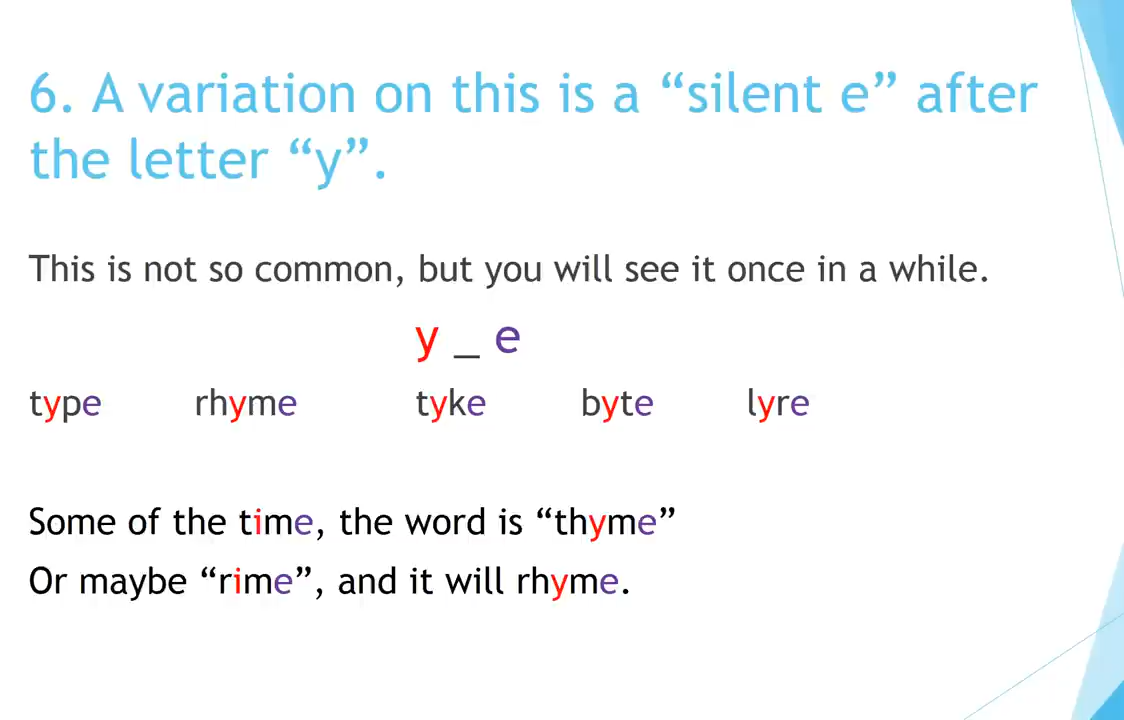 6. A variation on this is a “silent e” after
the letter “y”.
This is not so common, but you will see it once in a while.
y _ e
type rhyme tyke byte lyre
Some of the time, the word is “thyme”
Or maybe “rime”, and it will rhyme.